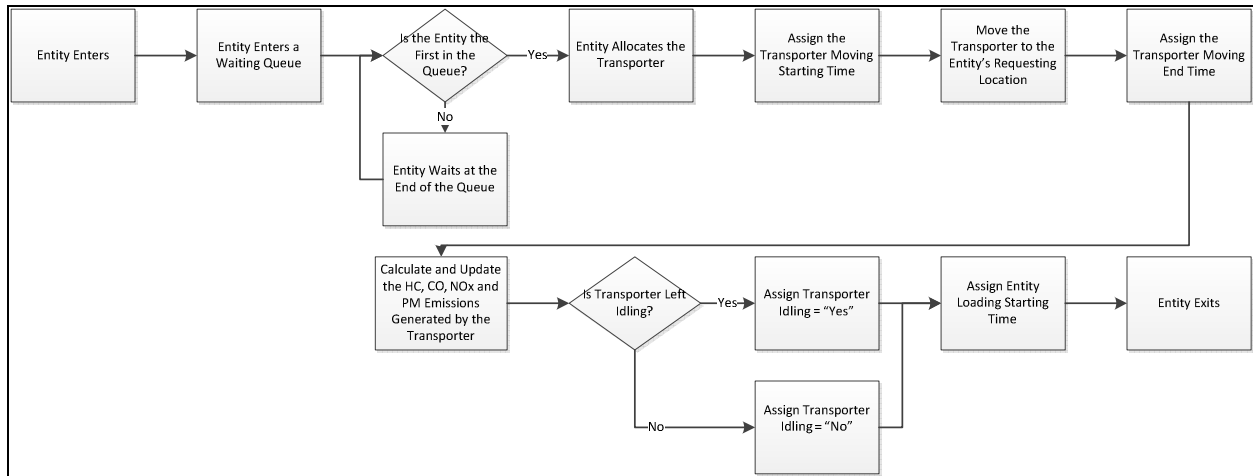 Entity Enters
Entity Enters a
Waiting Queue
Is the Entity the
First in the
Queue?
Yes
No
Entity Waits at the
End of the Queue
Entity Allocates the
Transporter
Assign the
Transporter Moving
Starting Time
Move the
Transporter to the
Entity's Requesting
Location
Assign the
Transporter Moving
End Time
Calculate and Update
the HC, CO, NOx and
PM Emissions
Generated by the
Transporter
Is Transporter Left
Idling?
Yes
No
Assign Transporter
Idling = “Yes”
Assign Transporter
Idling = “No”
Assign Entity
Loading Starting
Time
Entity Exits